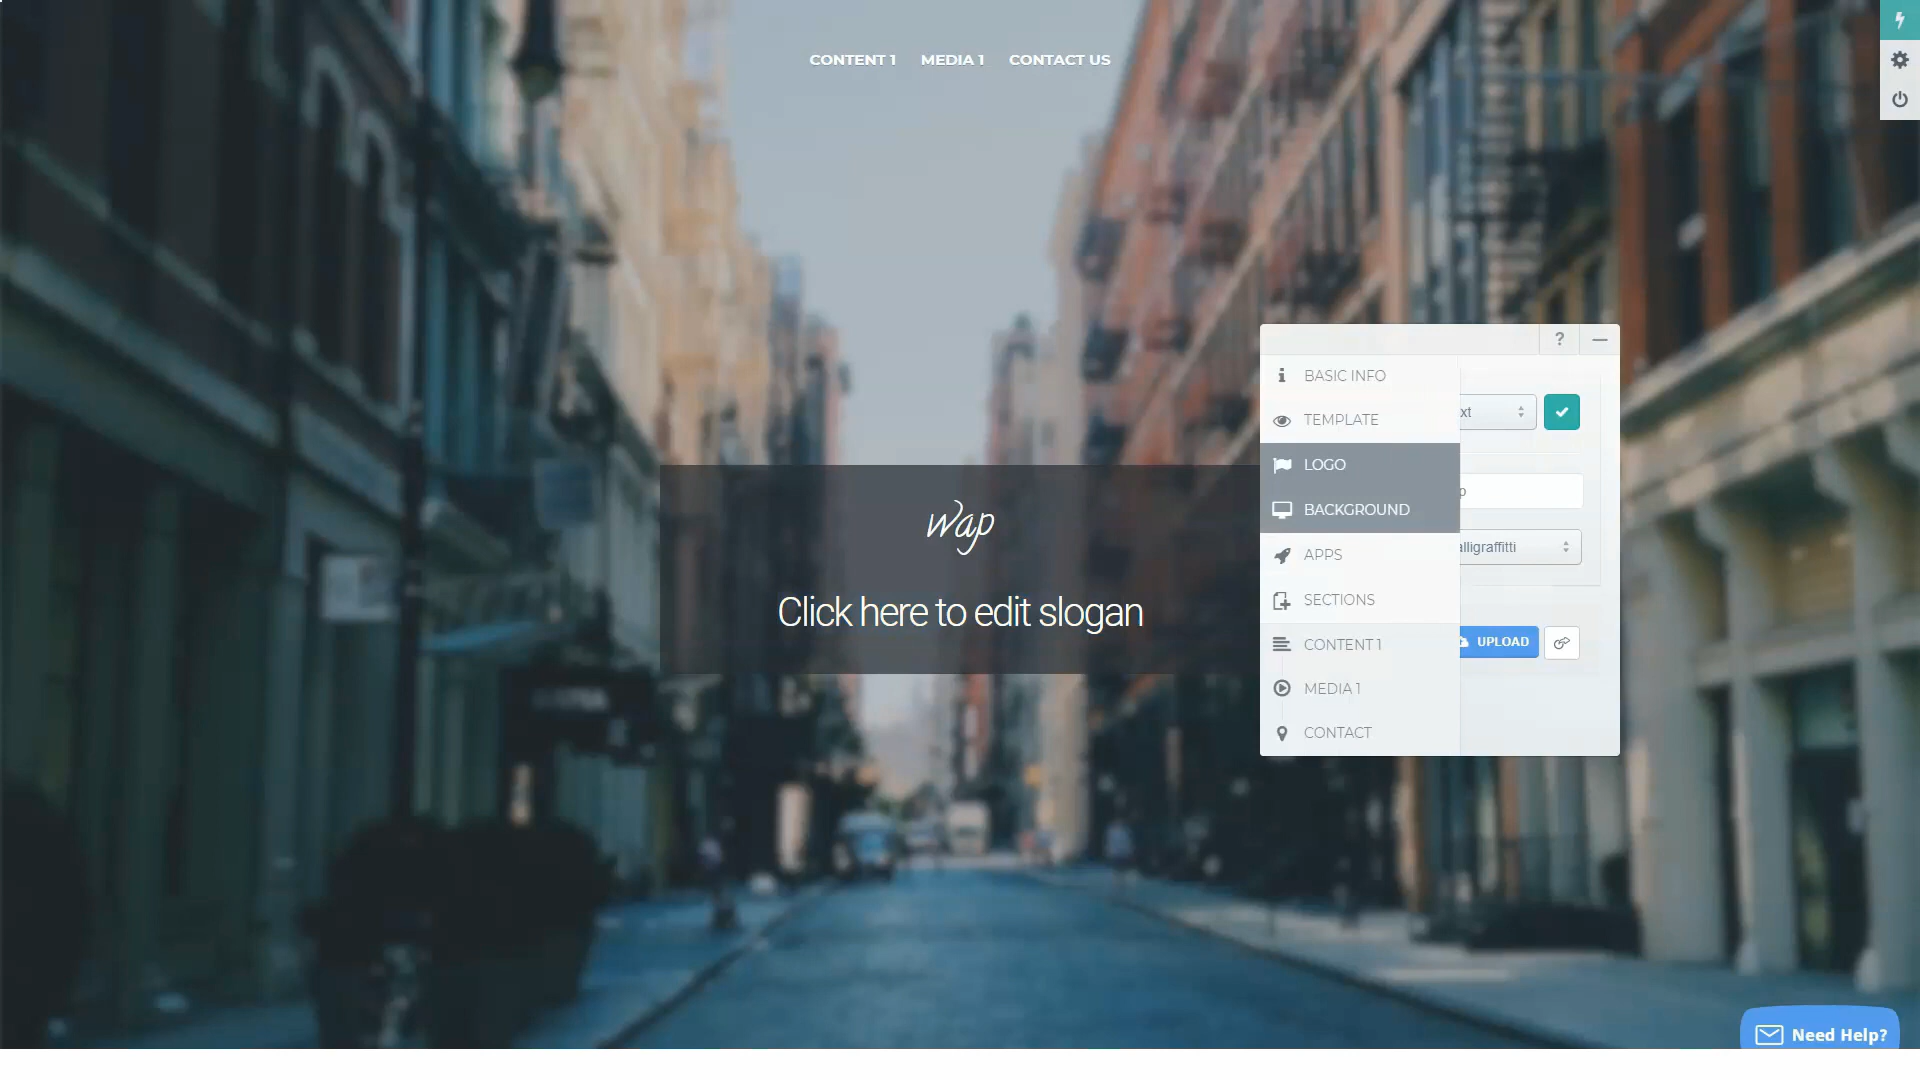 CONTENT 1 MEDIA 1 CONTACT US
?
BASIC INFO
xt
TEMPLATE
LOGO
p
BACKGROUND
wap
alligraffitti
APPS
SECTIONS
Click here to edit slogan
CONTENT 1
UPLOAD
MEDIA 1
CONTACT
Need Help?